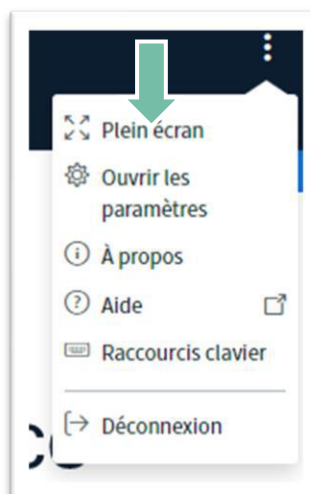 Plein écran
Ouvrir les
paramètres
À propos
Aide
Raccourcis clavier
Déconnexion